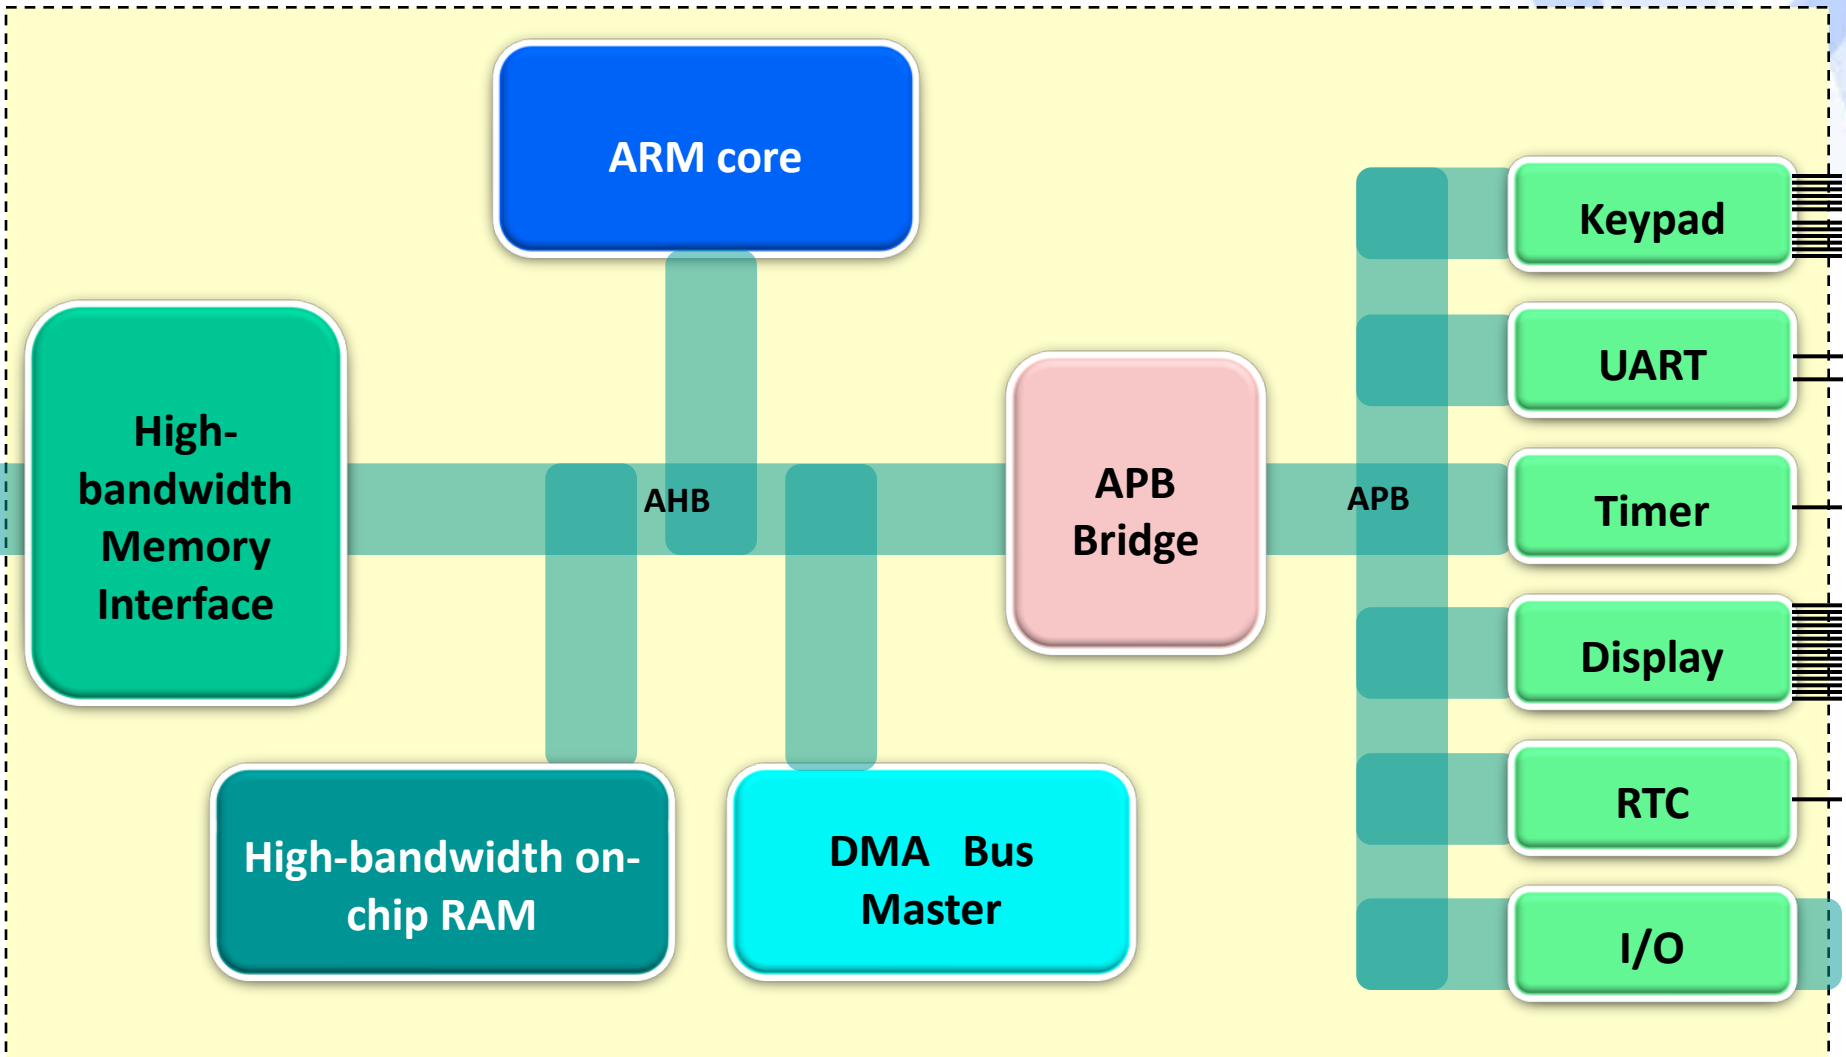 ARM core
Keypad
UART
High-
bandwidth
Memory
Interface
AHB
APB
Bridge
APB
Timer
Display
RTC
High-bandwidth on-
chip RAM
DMA Bus
Master
I/O